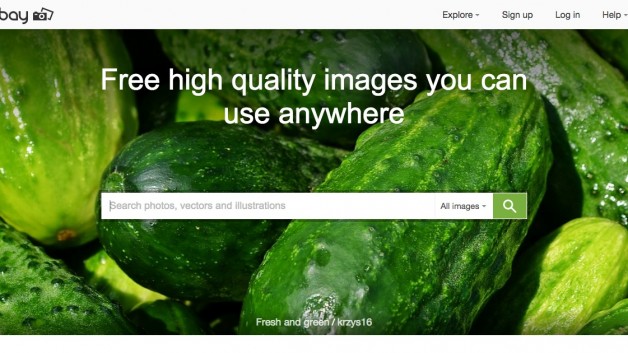 bay
Explore Sign up Log in Help
Free high quality images you can
use anywhere
Search photos, vectors and illustrations All images
Fresh and green / krzys16